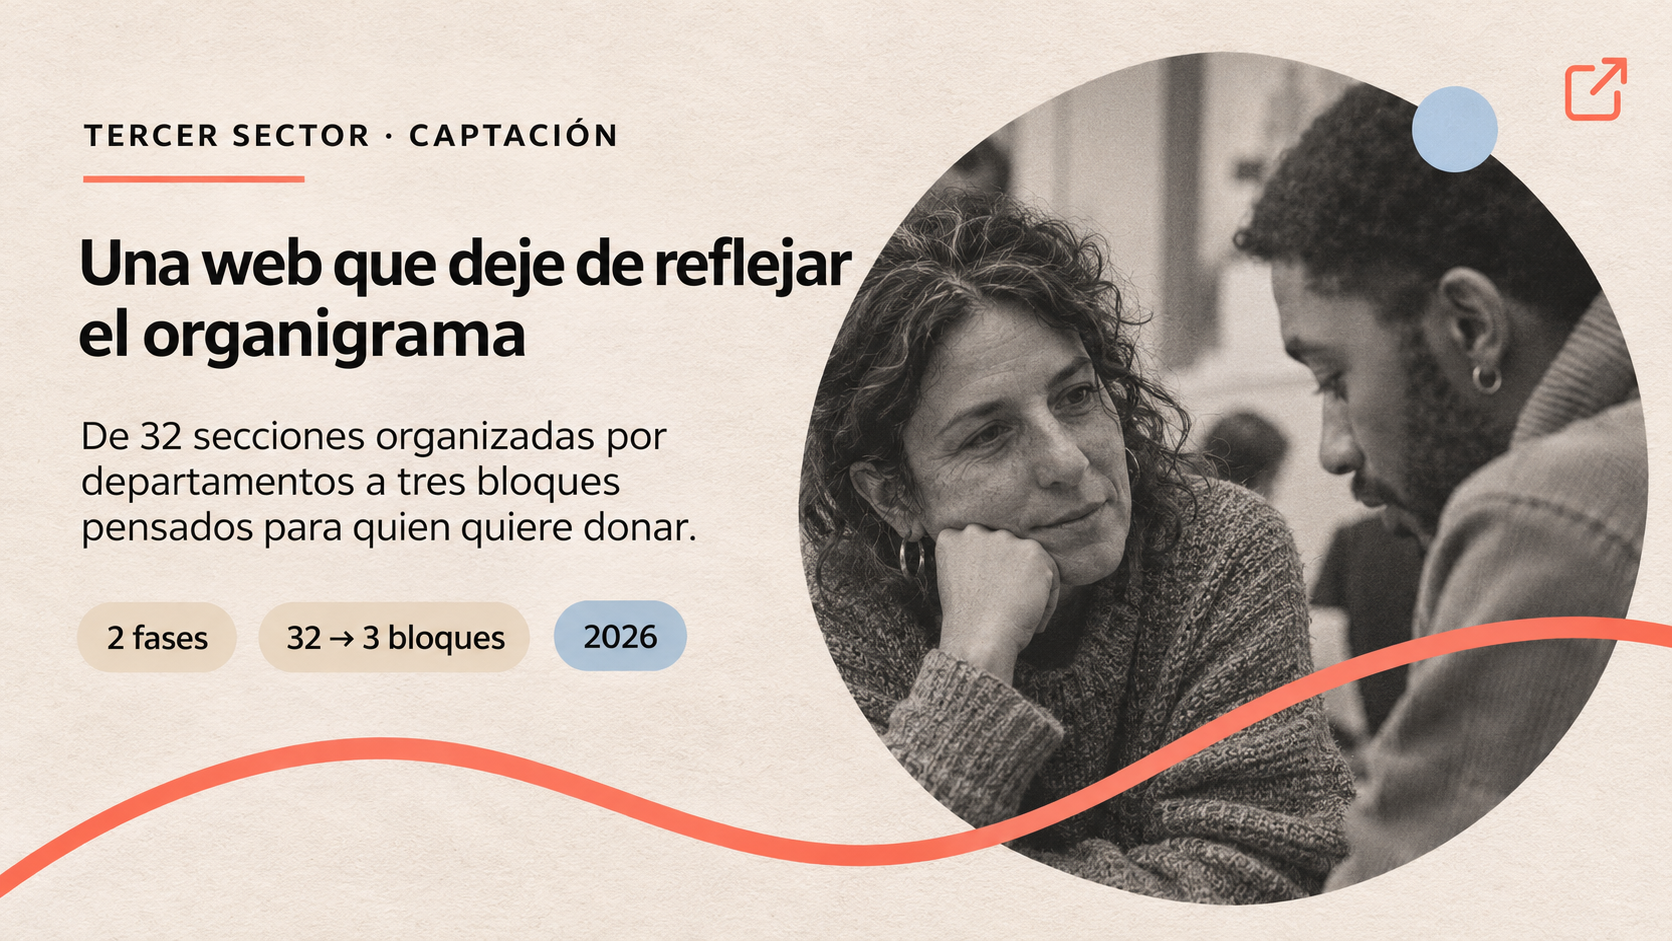 TERCER SECTOR · CAPTACIÓN
Una web que deje de reflejar
el organigrama
De 32 secciones organizadas por
departamentos a tres bloques
pensados para quien quiere donar.
2 fases
32 → 3 bloques
2026